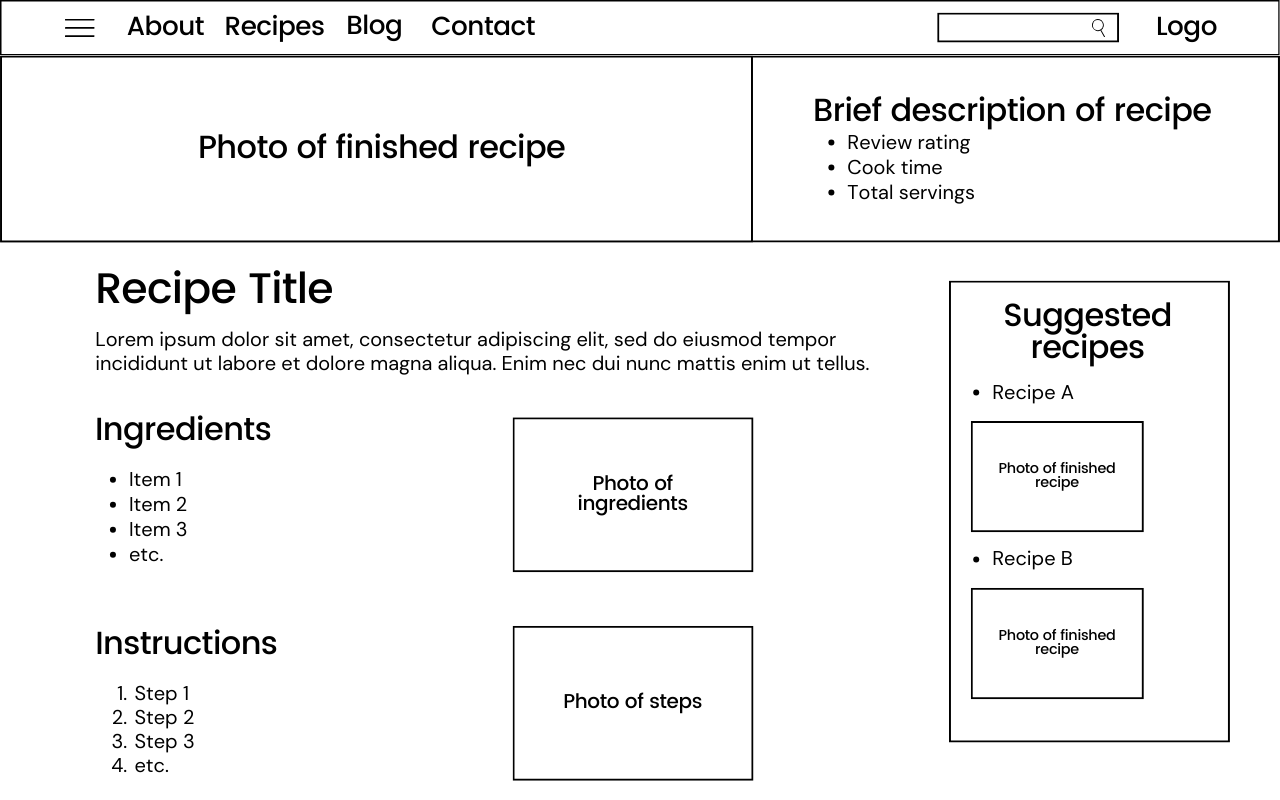 About Recipes Blog Contact Logo
Photo of finished recipe
Brief description of recipe
• Review rating
• Cook time
• Total servings
Recipe Title
Lorem ipsum dolor sit amet, consectetur adipiscing elit, sed do eiusmod tempor
incididunt ut labore et dolore magna aliqua. Enim nec dui nunc mattis enim ut tellus.
Ingredients
• Item 1
• Item 2
• Item 3
• etc.
Photo of
ingredients
Instructions
1. Step 1
2. Step 2
3. Step 3
4. etc.
Photo of steps
Suggested
recipes
• Recipe A
Photo of finished
recipe
• Recipe B
Photo of finished
recipe